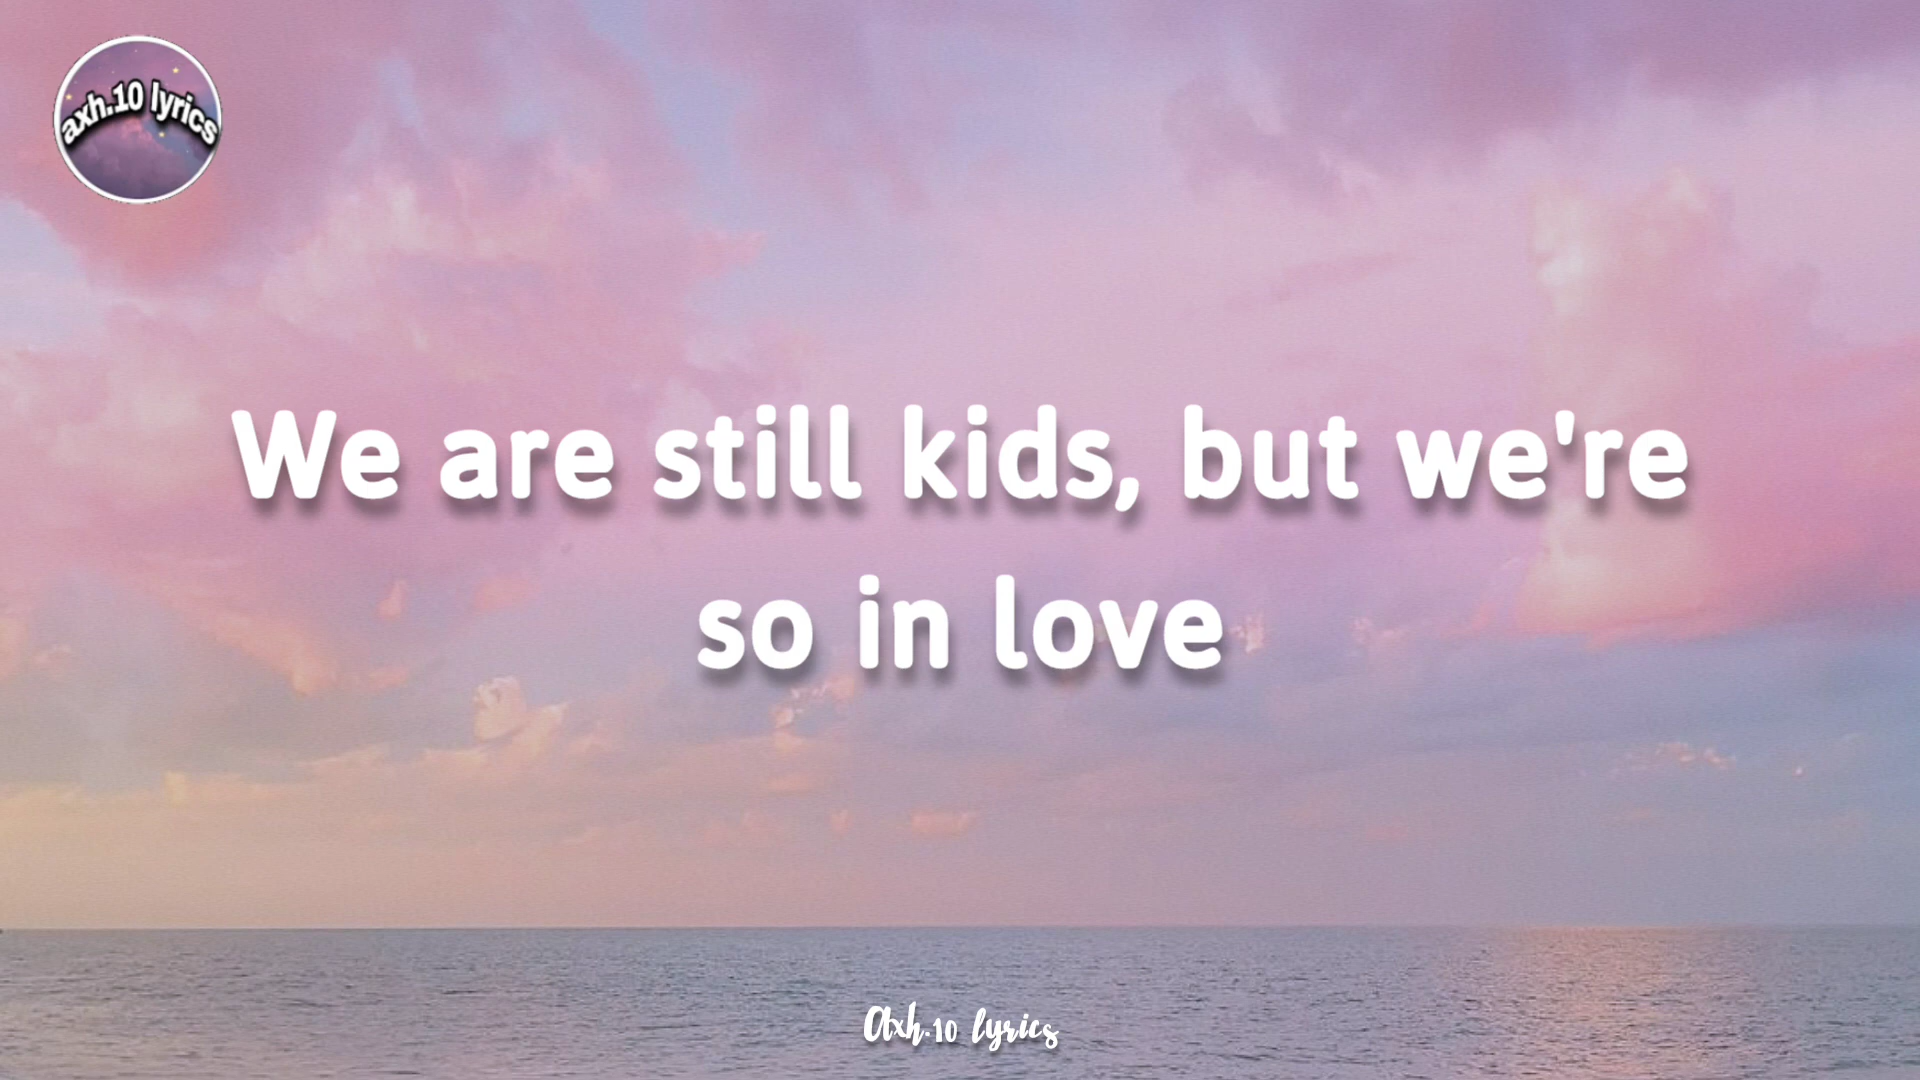 axh.10 lyrics
We are still kids, but we're
so in love
Axh.10 lyrics